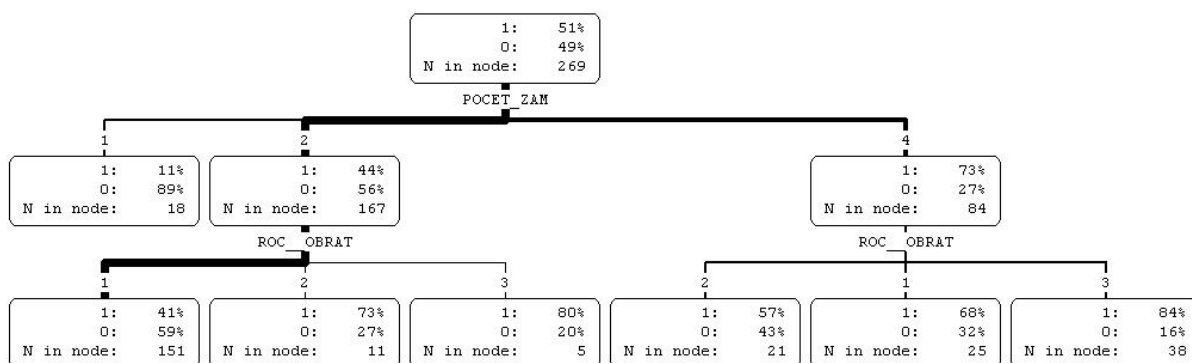 1: 51%
0: 49%
N in node: 269
POCET_ZAM
1 2 4
1: 11% 1: 44% 1: 73%
0: 89% 0: 56% 0: 27%
N in node: 18 N in node: 167 N in node: 84
ROC__OBRAT ROC__OBRAT
1 2 3 2 1 3
1: 41% 1: 73% 1: 80% 1: 57% 1: 68% 1: 84%
0: 59% 0: 27% 0: 20% 0: 43% 0: 32% 0: 16%
N in node: 151 N in node: 11 N in node: 5 N in node: 21 N in node: 25 N in node: 38